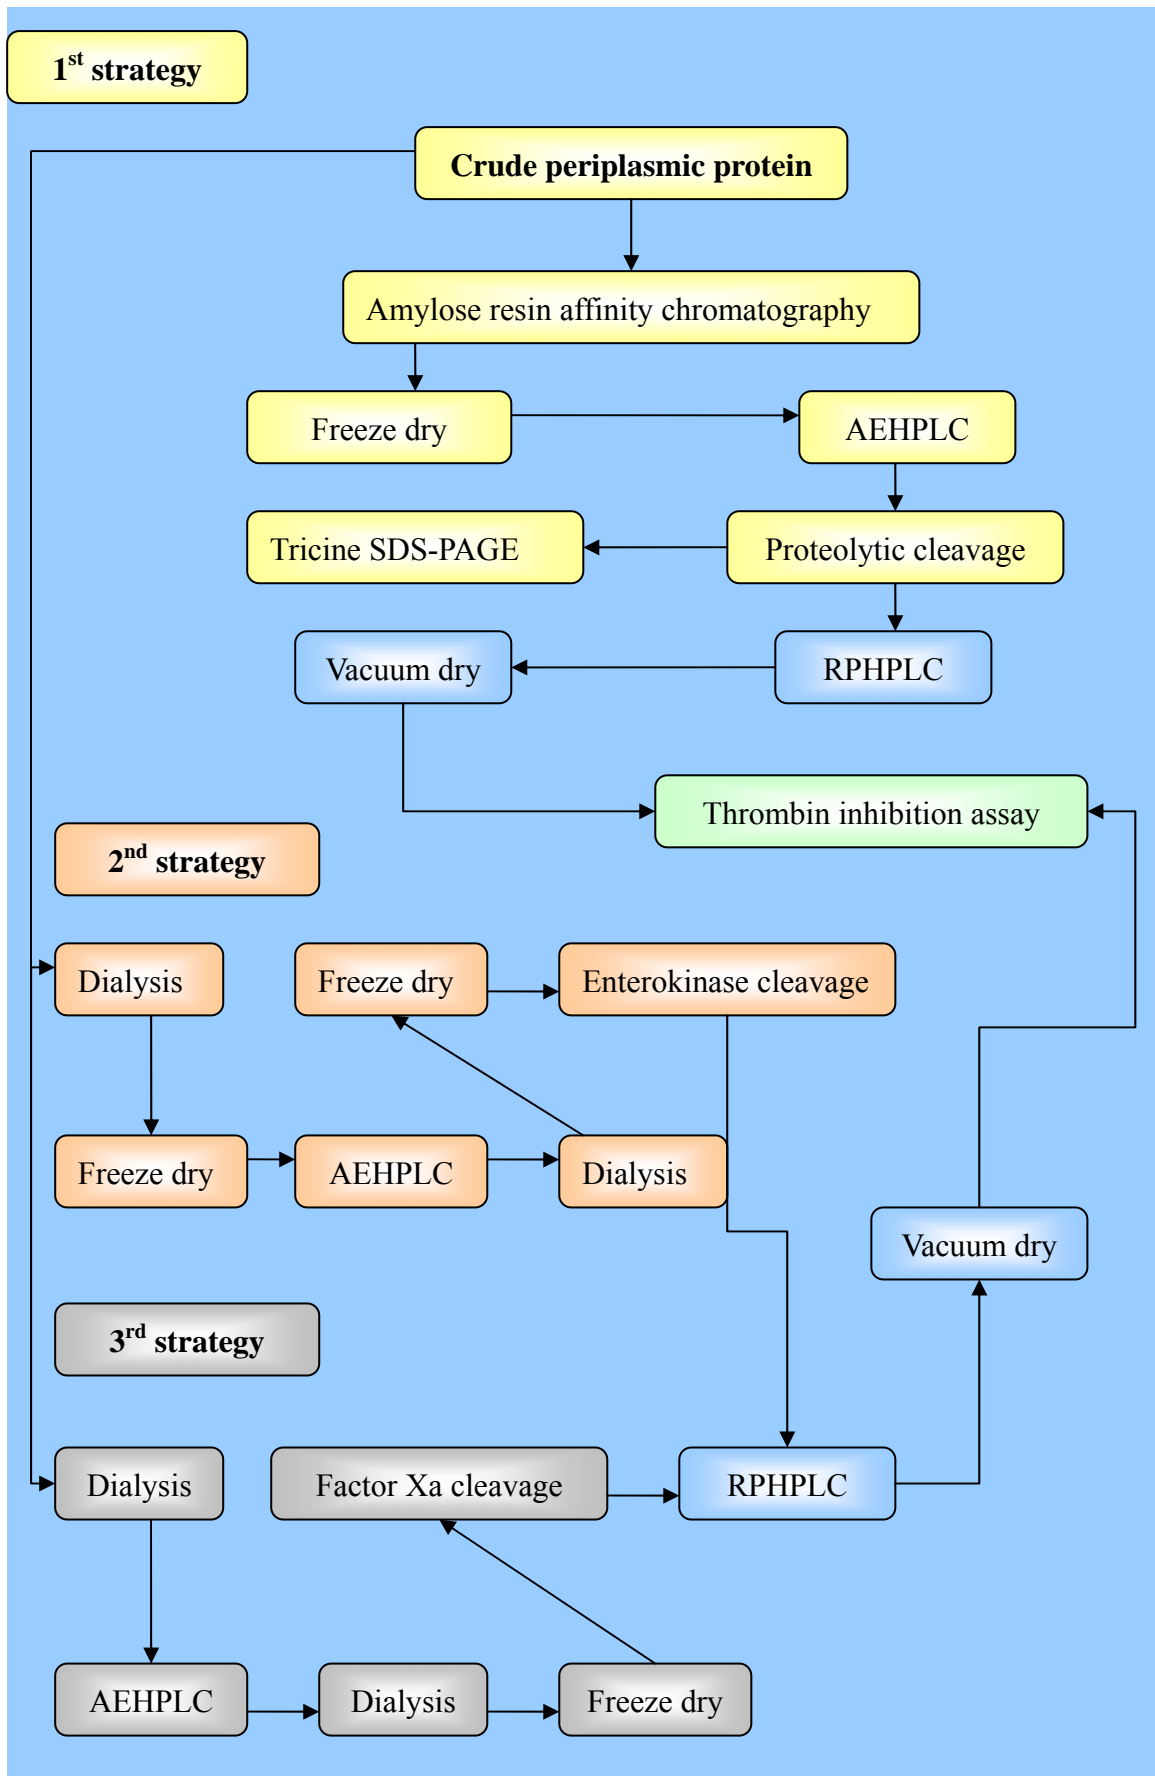 1st strategy
Crude periplasmic protein
Amylose resin affinity chromatography
Freeze dry
AEHPLC
Tricine SDS-PAGE
Proteolytic cleavage
Vacuum dry
RPHPLC
Thrombin inhibition assay
2nd strategy
Dialysis
Freeze dry
Enterokinase cleavage
Freeze dry
AEHPLC
Dialysis
Vacuum dry
3rd strategy
Dialysis
Factor Xa cleavage
RPHPLC
AEHPLC
Dialysis
Freeze dry